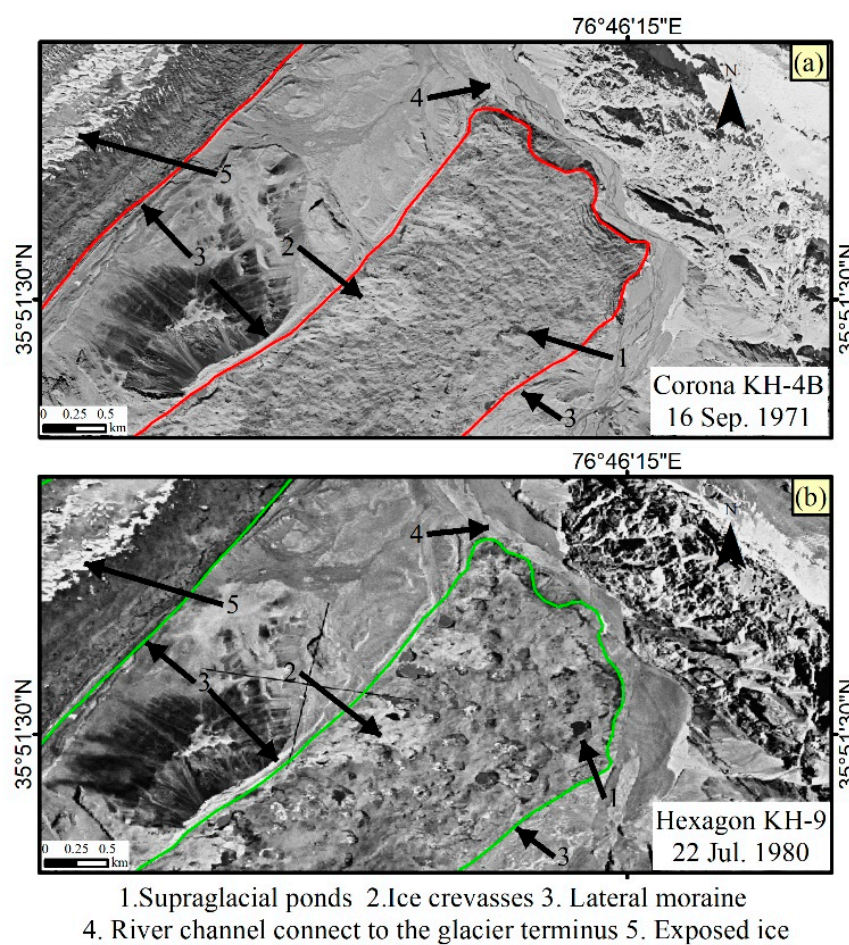 76°46'15"E
(a)
N
4
5
3
2
35°51'30"N
35°51'30"N
1
3
Corona KH-4B
16 Sep. 1971
0 0.25 0.5
km
76°46'15"E
(b)
N
4
5
3
2
35°51'30"N
35°51'30"N
1
3
Hexagon KH-9
22 Jul. 1980
0 0.25 0.5
km
1.Supraglacial ponds 2.Ice crevasses 3. Lateral moraine
4. River channel connect to the glacier terminus 5. Exposed ice